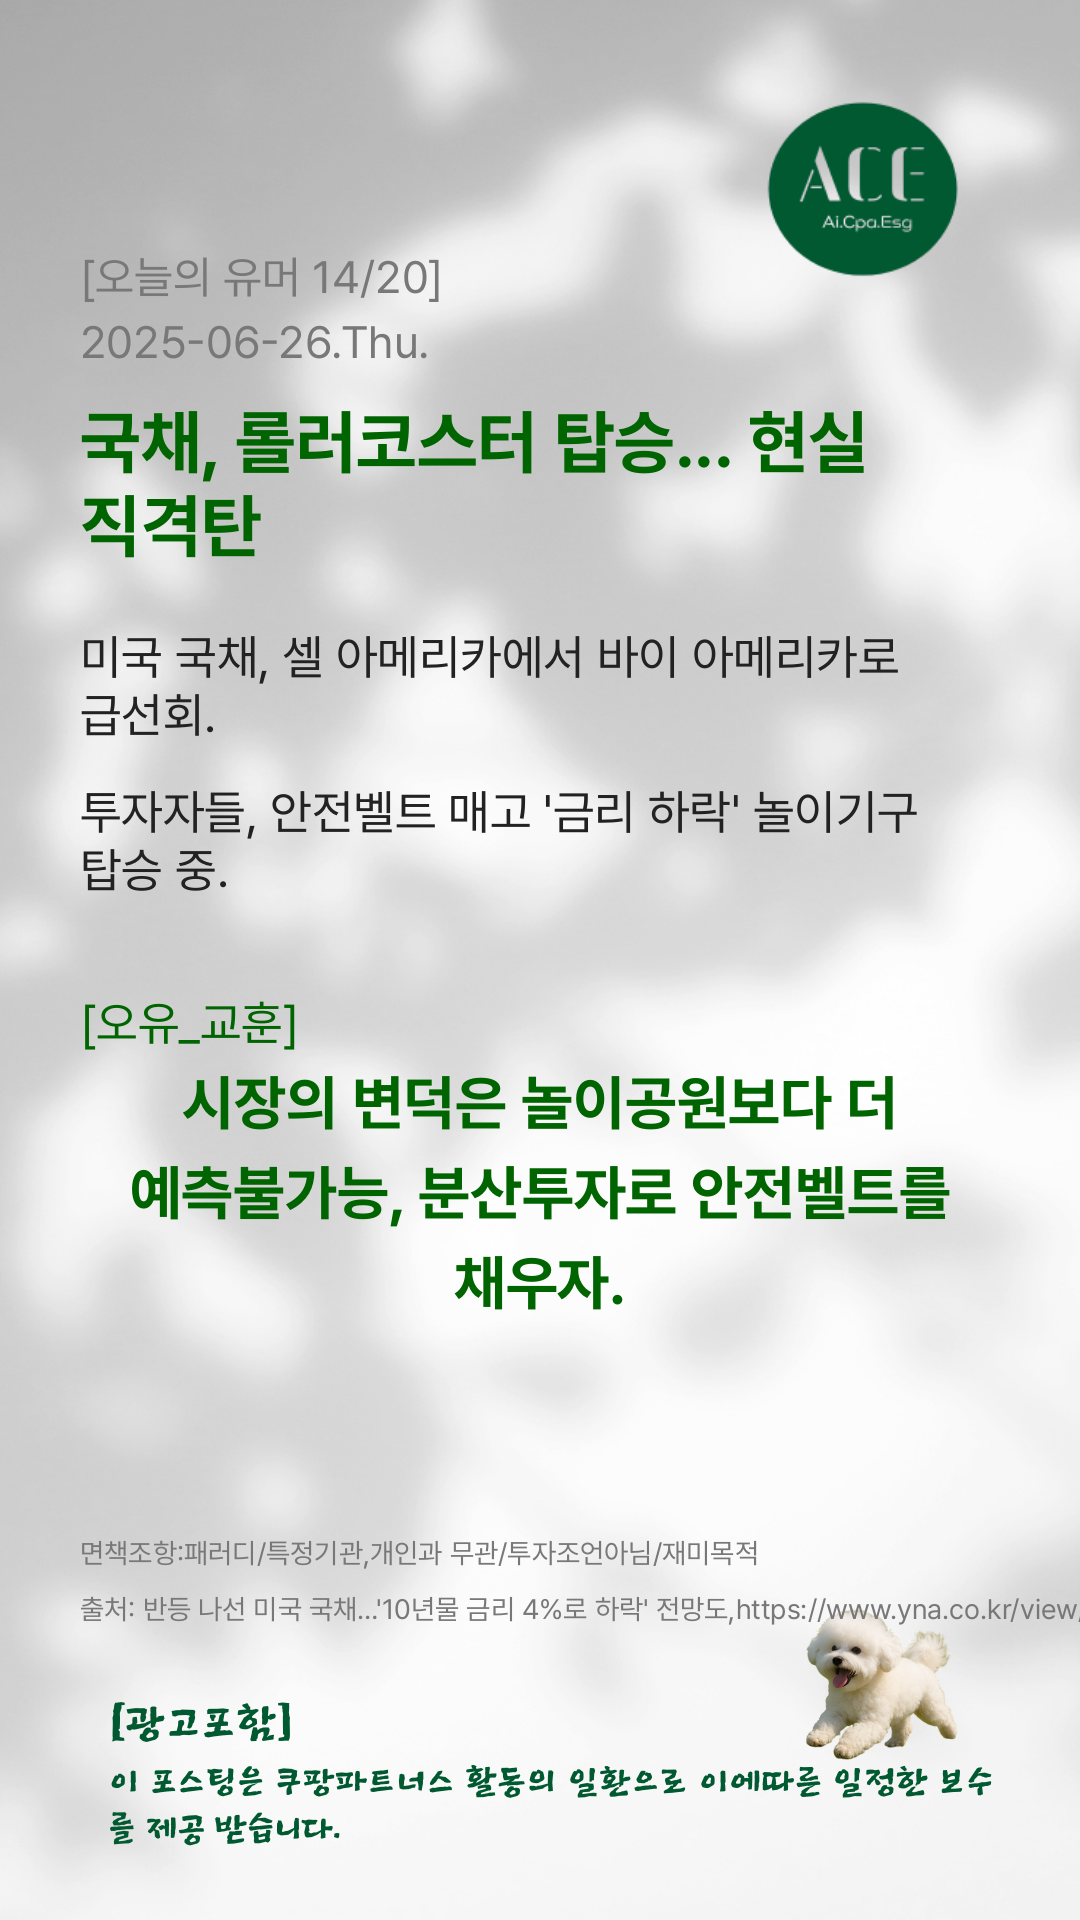 ACE
Ai.Cpa.Esg
[오늘의 유머 14/20]
2025-06-26.Thu.
국채, 롤러코스터 탑승... 현실
직격탄
미국 국채, 셀 아메리카에서 바이 아메리카로
급선회.
투자자들, 안전벨트 매고 '금리 하락' 놀이기구
탑승 중.
[오유_교훈]
시장의 변덕은 놀이공원보다 더
예측불가능, 분산투자로 안전벨트를
채우자.
면책조항:패러디/특정기관,개인과 무관/투자조언아님/재미목적
출처: 반등 나선 미국 국채...'10년물 금리 4%로 하락' 전망도,https://www.yna.co.kr/view/
[광고포함]
이 포스팅은 쿠팡파트너스 활동의 일환으로 이에따른 일정한 보수
를 제공 받습니다.